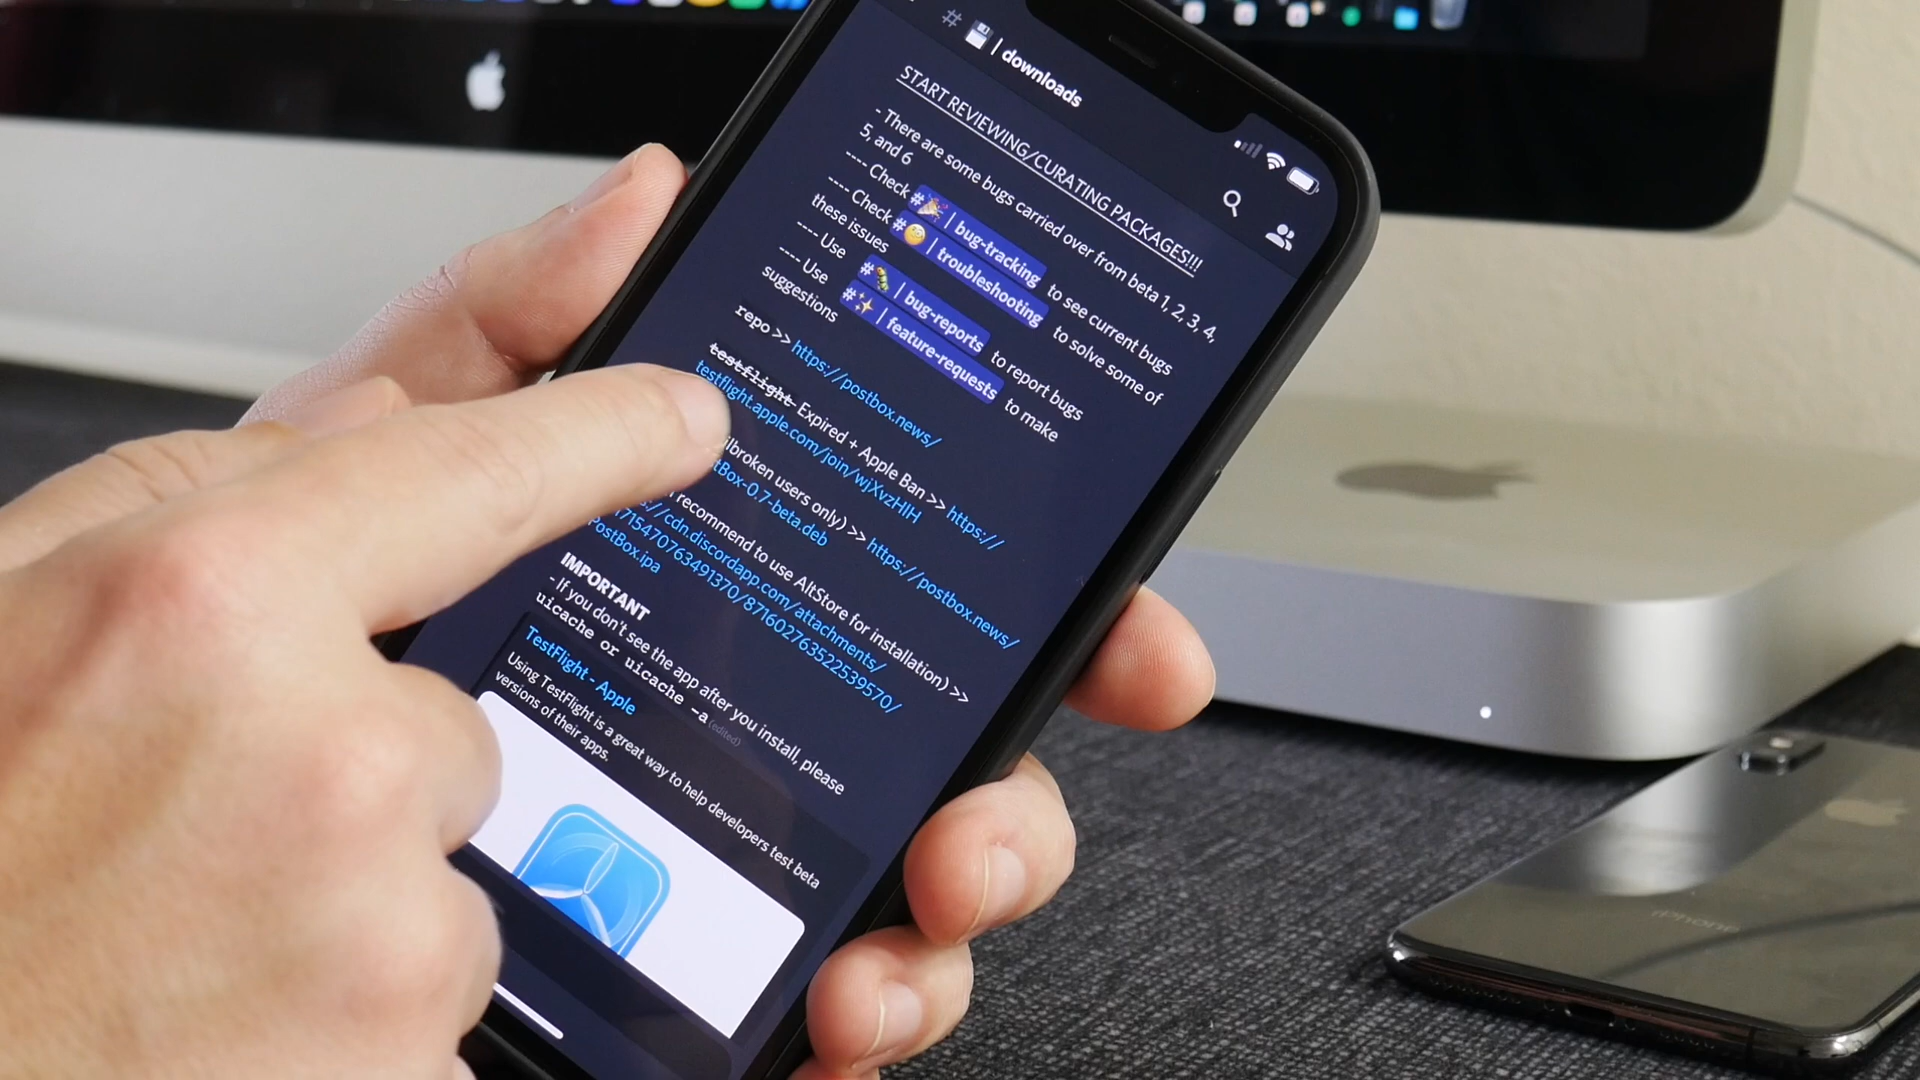 # 💾 | downloads
START REVIEWING/CURATING PACKAGES!!!
- There are some bugs carried over from beta 1, 2, 3, 4,
5, and 6
---- Check #🎉 | bug-tracking to see current bugs
---- Check #🤔 | troubleshooting to solve some of
these issues
---- Use #🐛 | bug-reports to report bugs
---- Use #✨ | feature-requests to make
suggestions
repo >> https://postbox.news/
testflight- Expired + Apple Ban >> https://
testflight.apple.com/join/wjXvzHlH
ilbroken users only) >> https://postbox.news/
tBox-0.7-beta.deb
recommend to use AltStore for installation) >>
://cdn.discordapp.com/attachments/
/871602763522539570/
PostBox.ipa
IMPORTANT
- If you don't see the app after you install, please
uicache or uicache -a (edited)
TestFlight - Apple
Using TestFlight is a great way to help developers test beta
versions of their apps.
iPhone